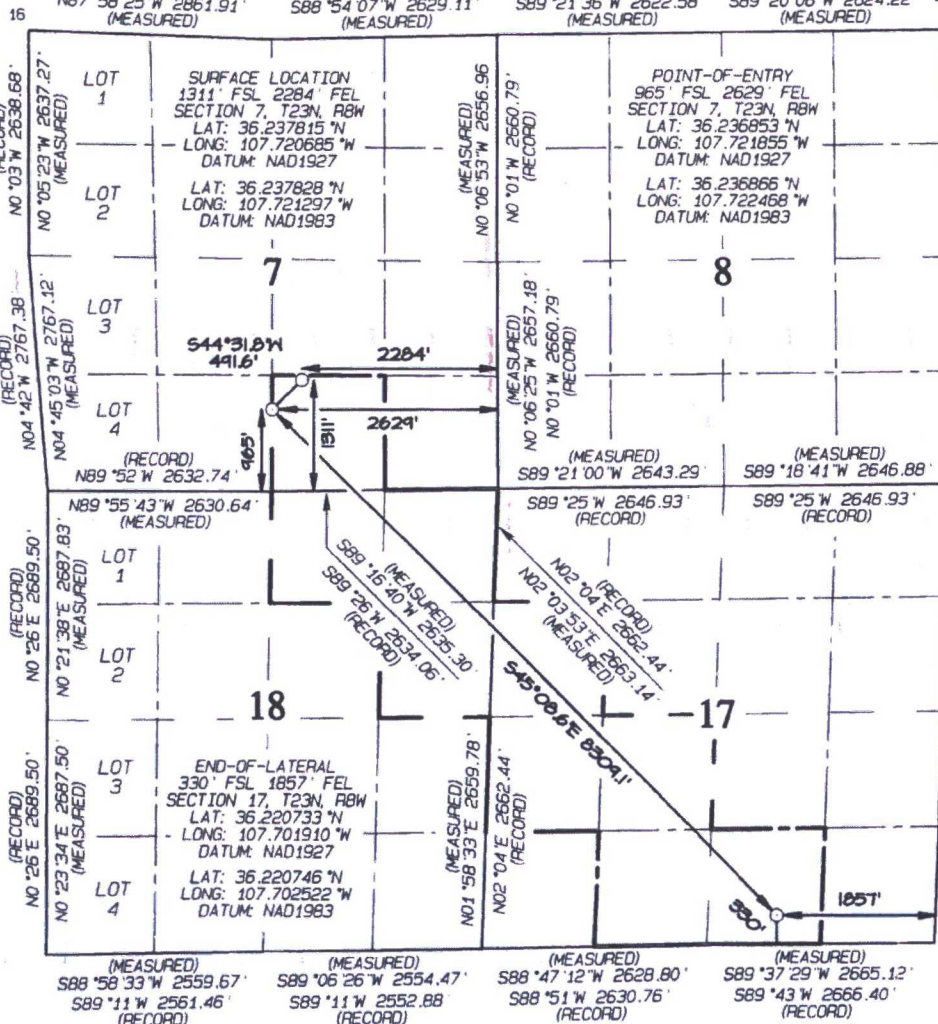 N87°58'25"W 2861.91'
(MEASURED)
S88°54'07"W 2629.11'
(MEASURED)
S89°21'36"W 2622.58'
(MEASURED)
S89°20'06"W 2624.22'
(MEASURED)
16
(RECORD)
N0°03'W 2638.68'
N0°05'23"W 2637.27'
(MEASURED)
LOT
1
SURFACE LOCATION
1311' FSL 2284' FEL
SECTION 7, T23N, R8W
LAT: 36.237815°N
LONG: 107.720685°W
DATUM: NAD1927
LAT: 36.237828°N
LONG: 107.721297°W
DATUM: NAD1983
LOT
2
(MEASURED)
N0°06'53"W 2656.96
N0°01'W 2660.79'
(RECORD)
POINT-OF-ENTRY
965' FSL 2629' FEL
SECTION 7, T23N, R8W
LAT: 36.236853°N
LONG: 107.721855°W
DATUM: NAD1927
LAT: 36.236866°N
LONG: 107.722468°W
DATUM: NAD1983
7
8
(RECORD)
N04°42'W 2767.38'
N04°45'03"W 2767.12'
(MEASURED)
LOT
3
S44°31.8'W
491.6'
2284'
LOT
4
965'
1311'
2629'
(MEASURED)
N0°06'25"W 2657.18'
N0°01'W 2660.79'
(RECORD)
(RECORD)
N89°52'W 2632.74'
(MEASURED)
S89°21'00"W 2643.29'
(MEASURED)
S89°18'41"W 2646.88'
N89°55'43"W 2630.64'
(MEASURED)
S89°25'W 2646.93'
(RECORD)
S89°25'W 2646.93'
(RECORD)
(RECORD)
N0°26'E 2689.50'
N0°21'38"E 2687.83'
(MEASURED)
LOT
1
LOT
2
(MEASURED)
S89°16'40"W 2635.30'
S89°26'W 2634.06'
(RECORD)
(RECORD)
N02°04'E 2662.44'
N02°03'53"E 2663.14'
(MEASURED)
S45°08.6'E 8304.1'
18
17
(RECORD)
N0°26'E 2689.50'
N0°23'34"E 2687.50'
(MEASURED)
LOT
3
END-OF-LATERAL
330' FSL 1857' FEL
SECTION 17, T23N, R8W
LAT: 36.220733°N
LONG: 107.701910°W
DATUM: NAD1927
LAT: 36.220746°N
LONG: 107.702522°W
DATUM: NAD1983
LOT
4
(MEASURED)
N01°58'33"E 2659.78'
N02°04'E 2662.44'
(RECORD)
330'
1857'
(MEASURED)
S88°58'33"W 2559.67'
S89°11'W 2561.46'
(RECORD)
(MEASURED)
S89°06'26"W 2554.47'
S89°11'W 2552.88'
(RECORD)
(MEASURED)
S88°47'12"W 2628.80'
S88°51'W 2630.76'
(RECORD)
(MEASURED)
S89°37'29"W 2665.12'
S89°43'W 2666.40'
(RECORD)